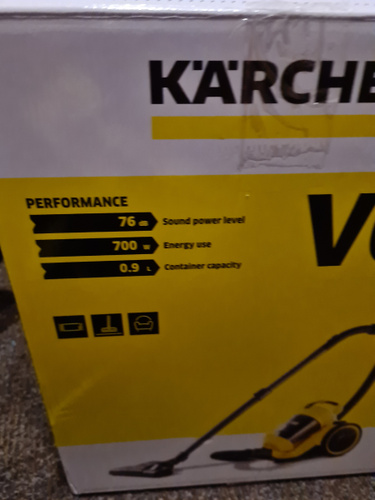 KÄRCHE
PERFORMANCE
76 dB Sound power level
700 W Energy use
0.9 L Container capacity
V